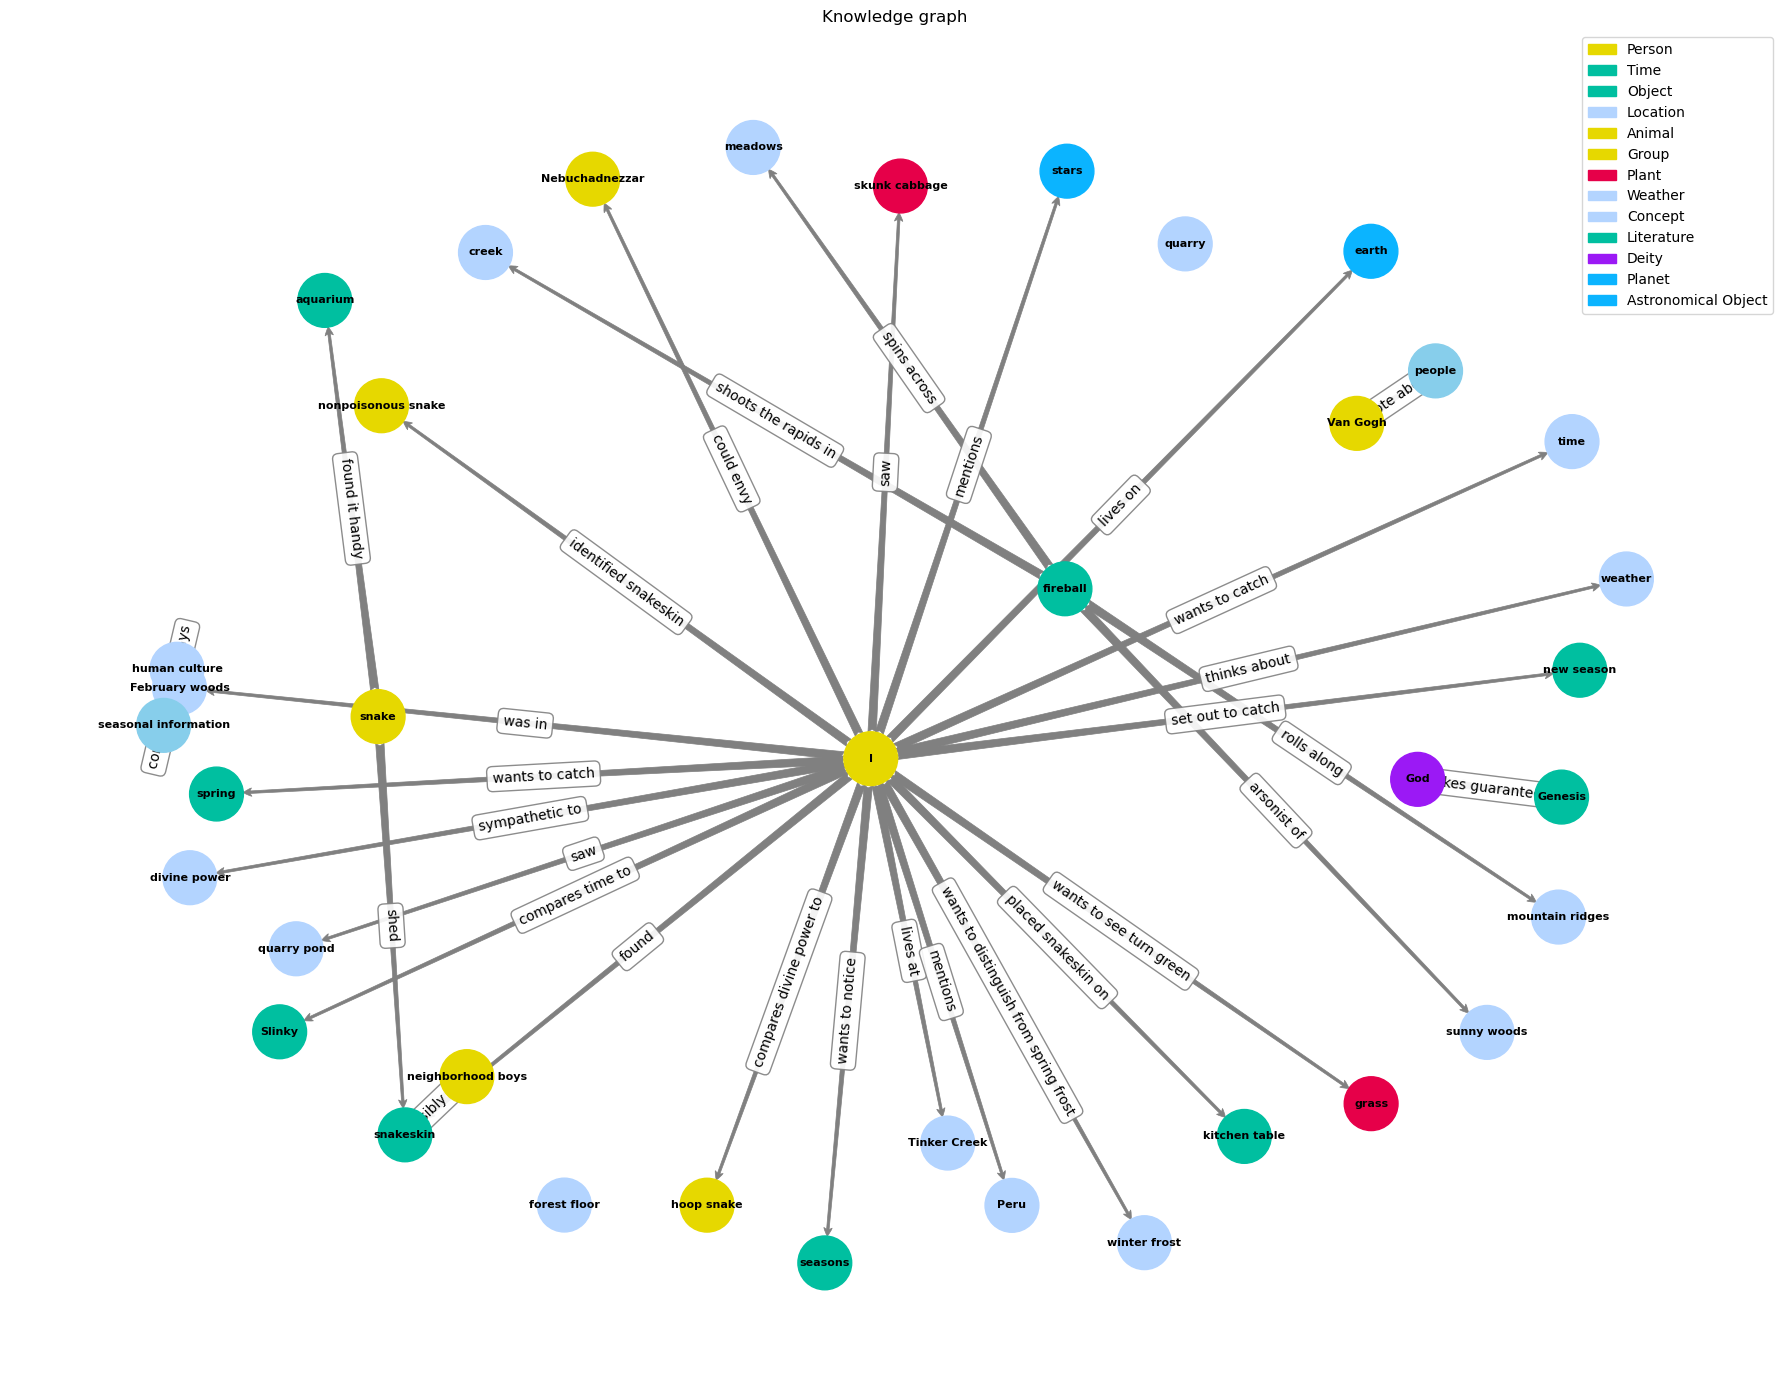 Knowledge graph
Person
Time
Object
Location
Animal
Group
Plant
Weather
Concept
Literature
Deity
Planet
Astronomical Object
meadows
stars
Nebuchadnezzar
skunk cabbage
quarry
earth
creek
aquarium
spins across
people
shoots the rapids in
nonpoisonous snake
Van Gogh
time
could envy
saw
mentions
lives on
found it handy
identified snakeskin
fireball
wants to catch
weather
human culture
thinks about
new season
February woods
snake
was in
set out to catch
seasonal information
rolls along
I
wants to catch
God
Genesis
spring
sympathetic to
arsonist of
saw
divine power
compares time to
wants to see turn green
shed
quarry pond
found
lives at
placed snakeskin on
mountain ridges
compares divine power to
wants to notice
mentions
wants to distinguish from spring frost
Slinky
sunny woods
neighborhood boys
grass
snakeskin
Tinker Creek
kitchen table
forest floor
hoop snake
Peru
winter frost
seasons